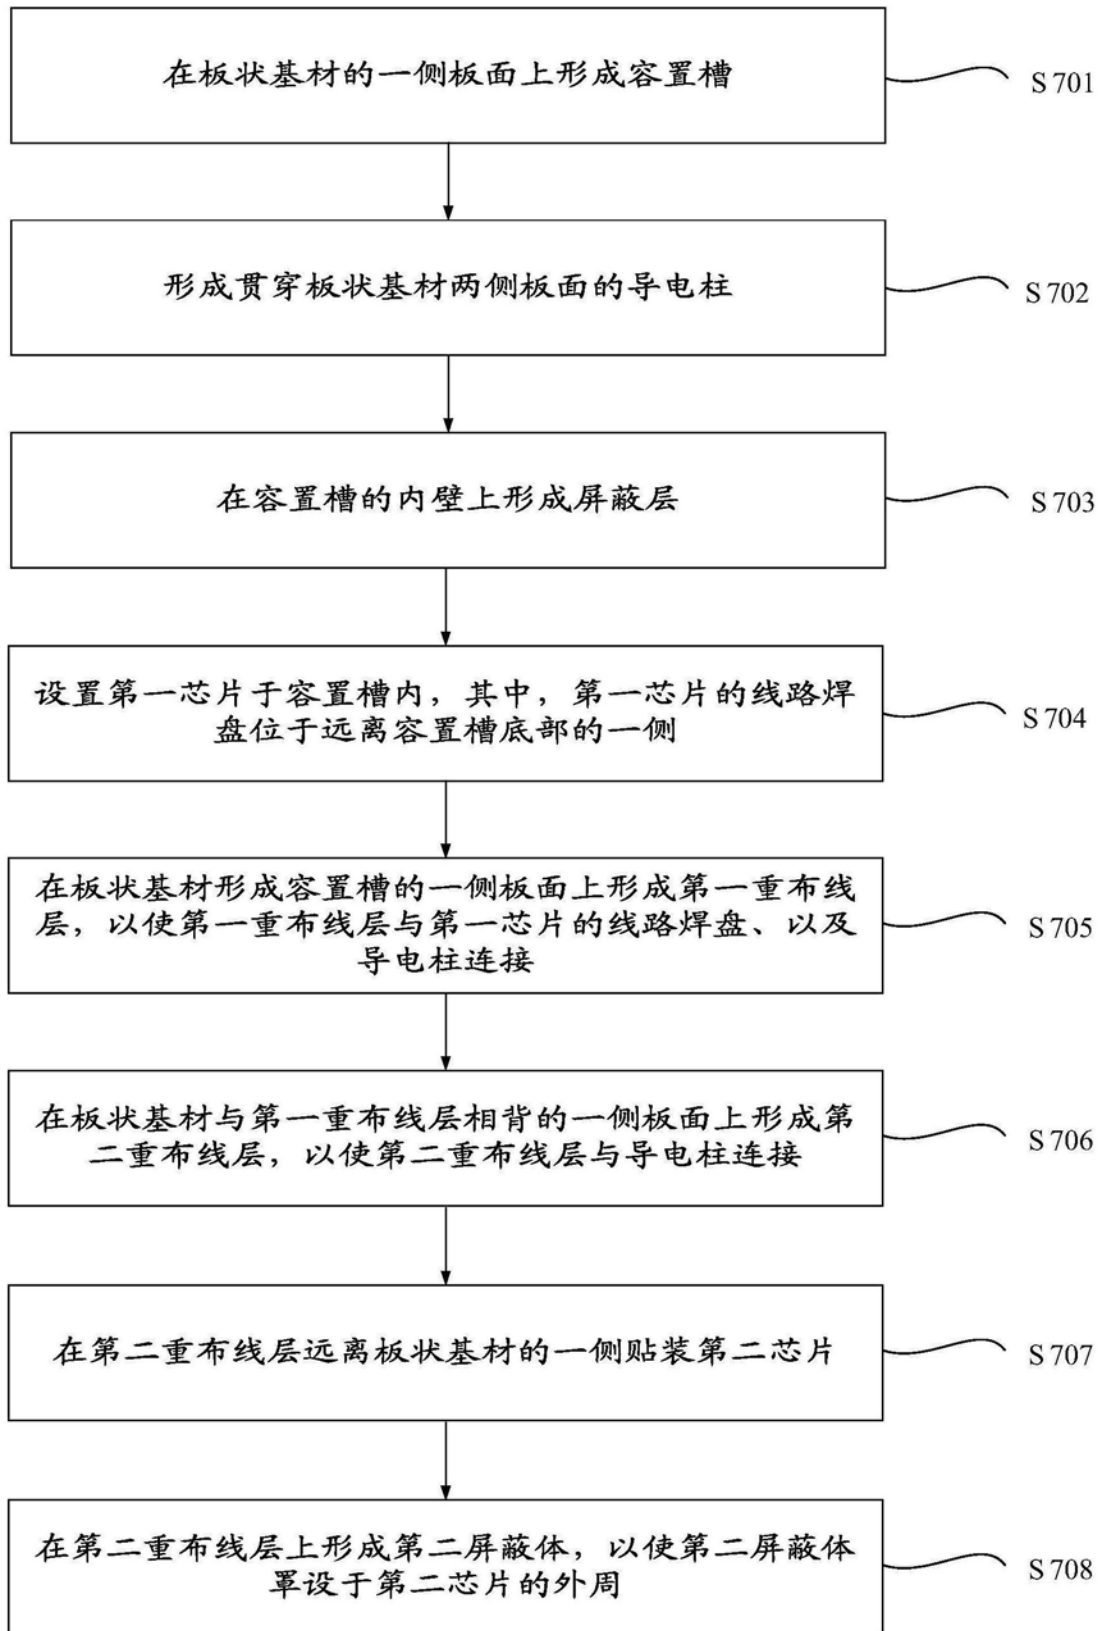 在板状基材的一侧板面上形成容置槽
S701
形成贯穿板状基材两侧板面的导电柱
S702
在容置槽的内壁上形成屏蔽层
S703
设置第一芯片于容置槽内，其中，第一芯片的线路焊
盘位于远离容置槽底部的一侧
S704
在板状基材形成容置槽的一侧板面上形成第一重布线
层，以使第一重布线层与第一芯片的线路焊盘、以及
导电柱连接
S705
在板状基材与第一重布线层相背的一侧板面上形成第
二重布线层，以使第二重布线层与导电柱连接
S706
在第二重布线层远离板状基材的一侧贴装第二芯片
S707
在第二重布线层上形成第二屏蔽体，以使第二屏蔽体
罩设于第二芯片的外周
S708